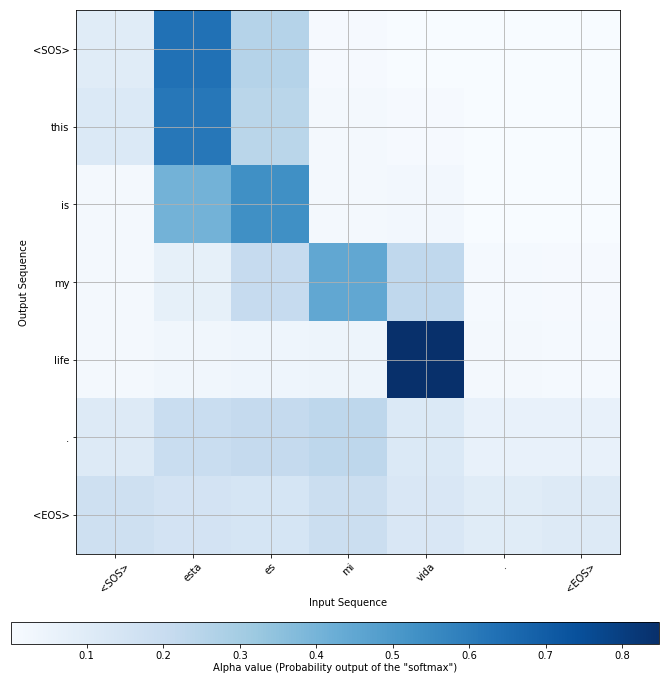 <SOS>
this
is
my
life
.
<EOS>
Output Sequence
<SOS> esta es mi vida . <EOS>
Input Sequence
0.1 0.2 0.3 0.4 0.5 0.6 0.7 0.8
Alpha value (Probability output of the "softmax")